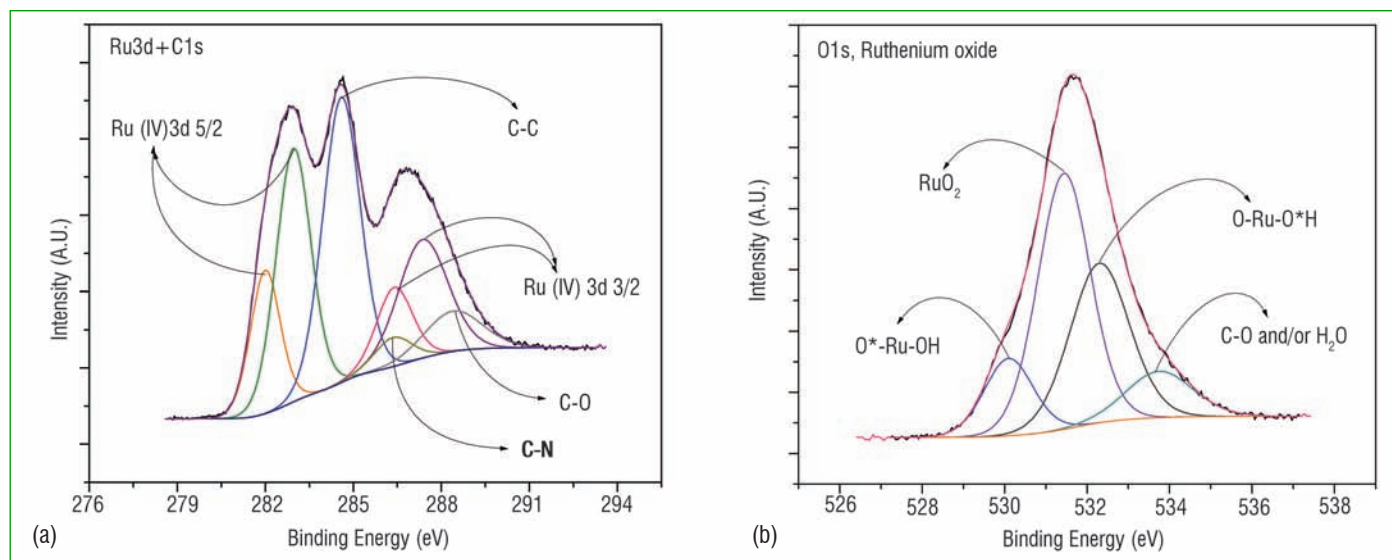 Ru3d+C1s
Ru (IV)3d 5/2
C-C
Ru (IV) 3d 3/2
C-O
C-N
Intensity (A.U.)
276 279 282 285 288 291 294
Binding Energy (eV)
(a)
O1s, Ruthenium oxide
RuO₂
O-Ru-O*H
O*-Ru-OH
C-O and/or H₂O
Intensity (A.U.)
526 528 530 532 534 536 538
Binding Energy (eV)
(b)